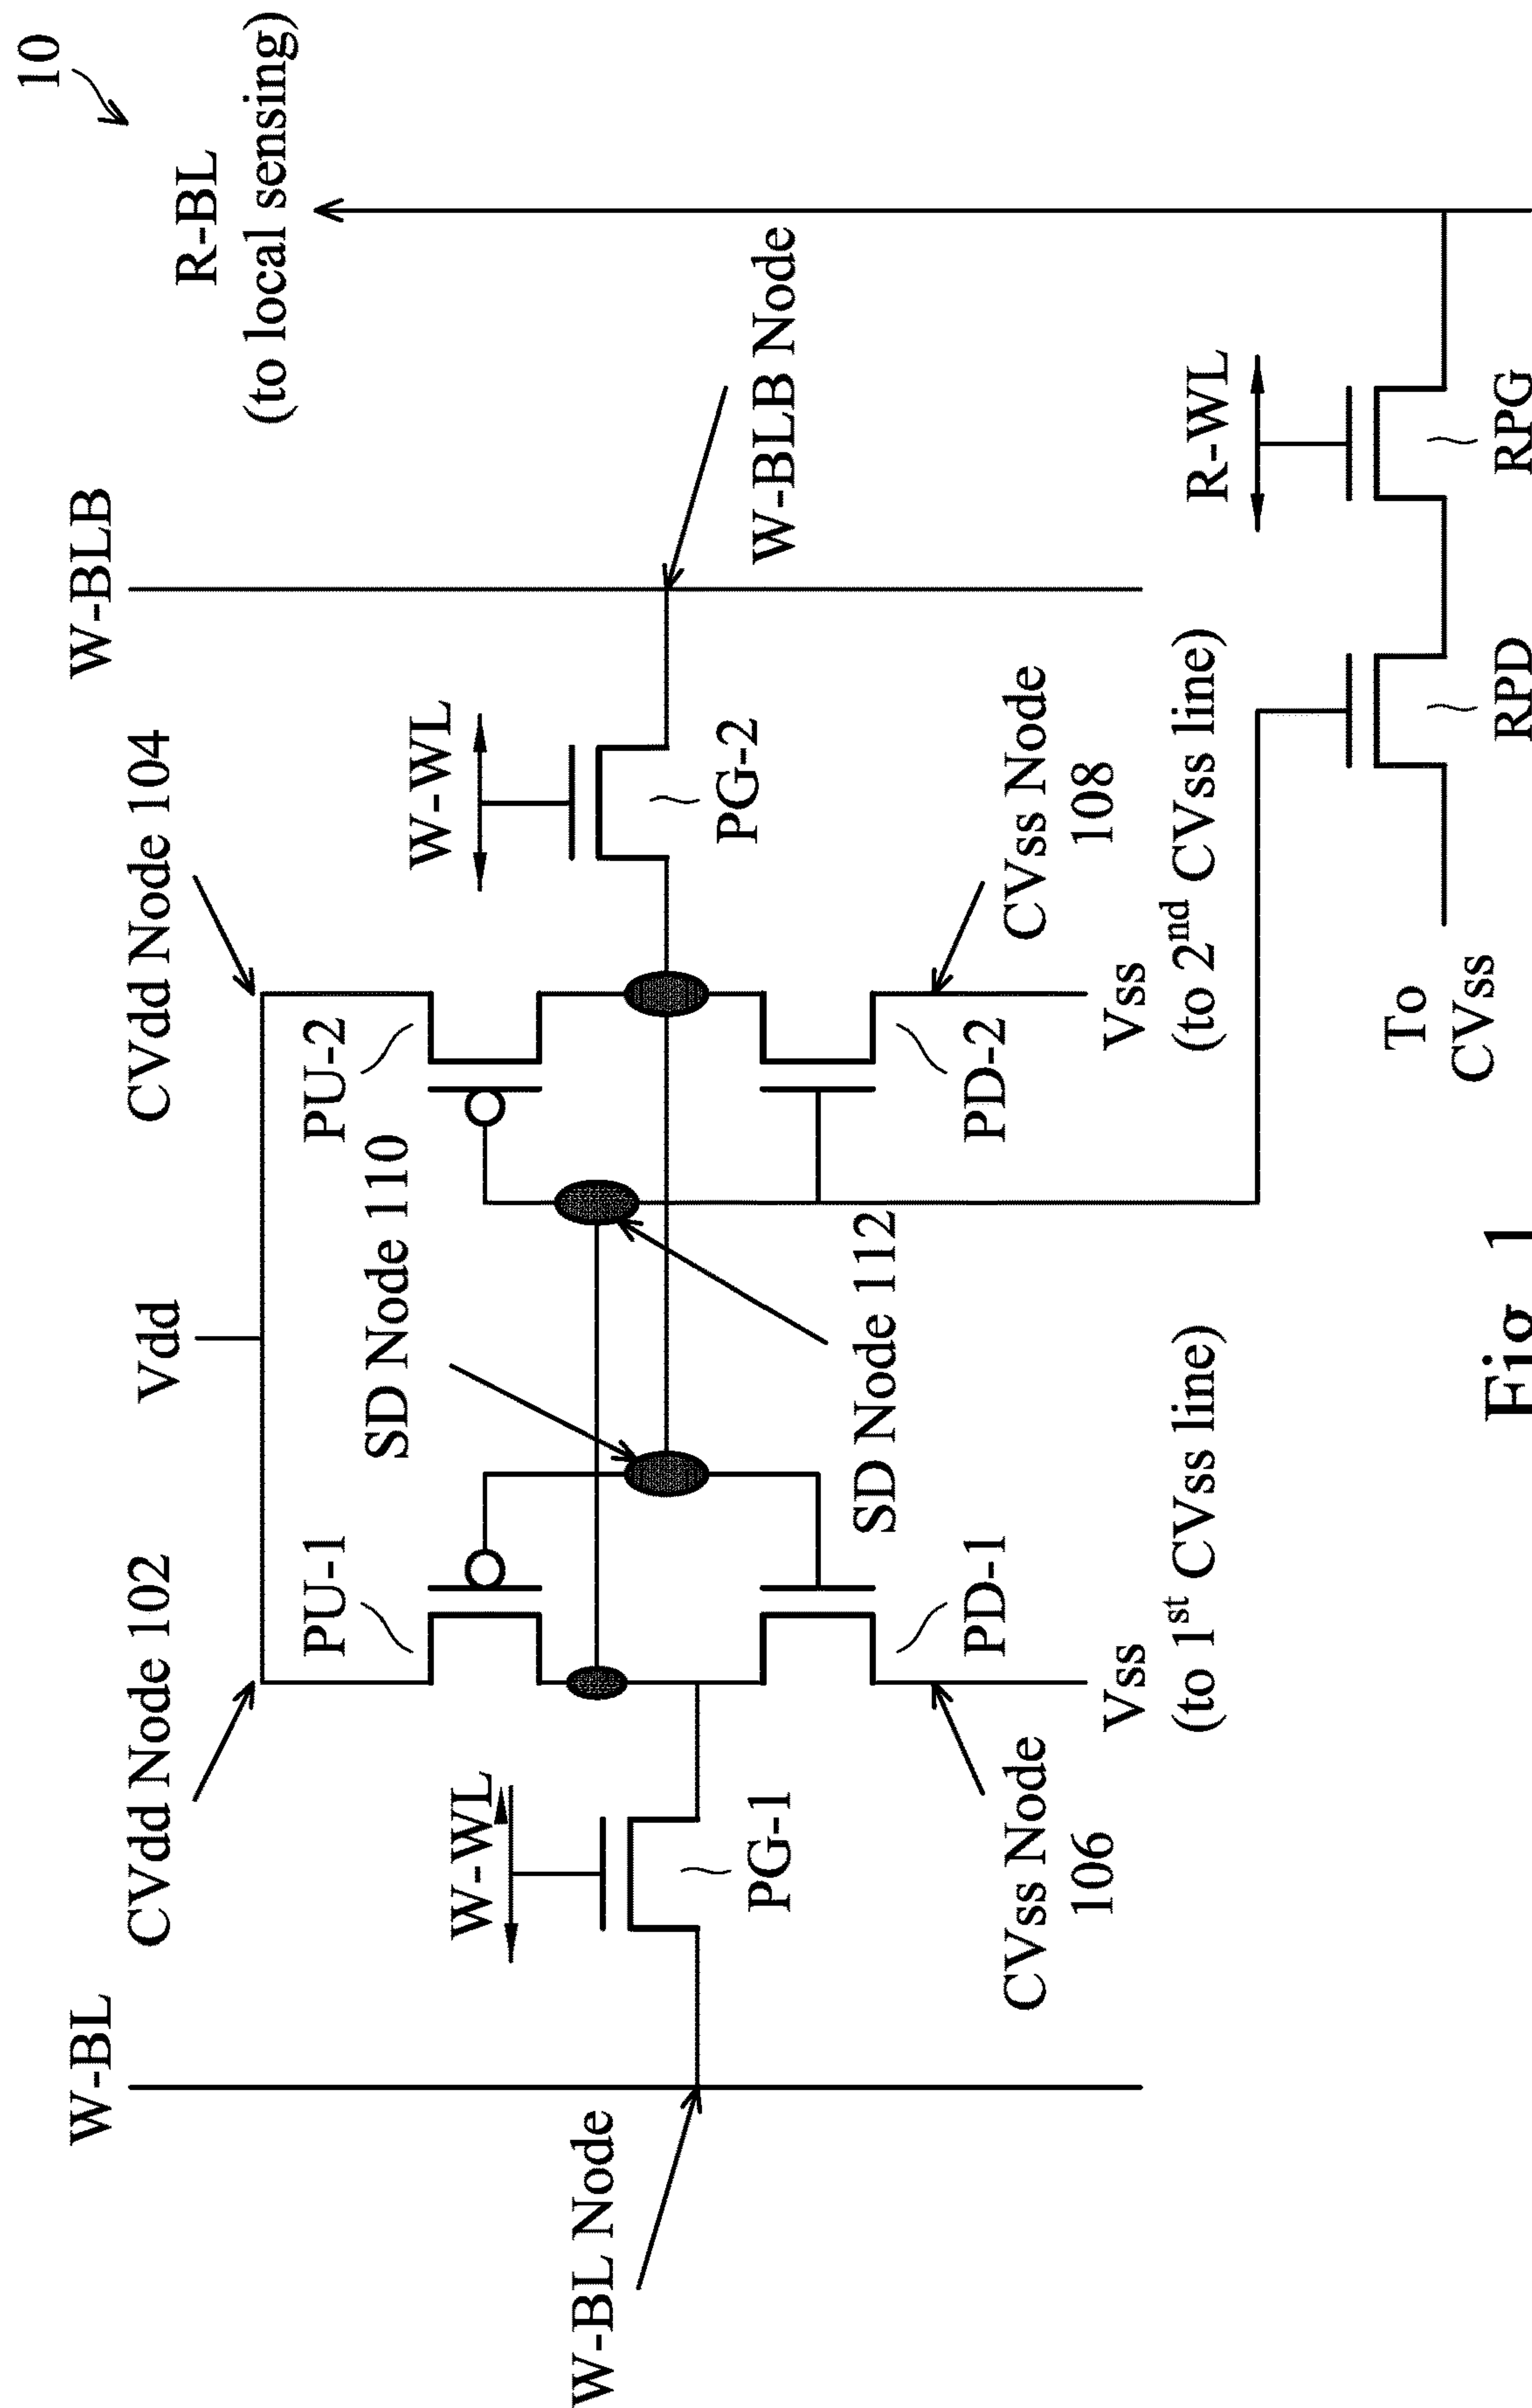 10
R-BL
(to local sensing)
W-BL
W-BLB
CVdd Node 102
Vdd
CVdd Node 104
PU-1
SD Node 110
PU-2
W-WL
W-WL
W-BL Node
PG-1
PG-2
W-BLB Node
SD Node 112
PD-1
PD-2
CVss Node
106
CVss Node
108
Vss
(to 1st CVss line)
Vss
(to 2nd CVss line)
R-WL
To
CVss
RPD
RPG
Fig. 1